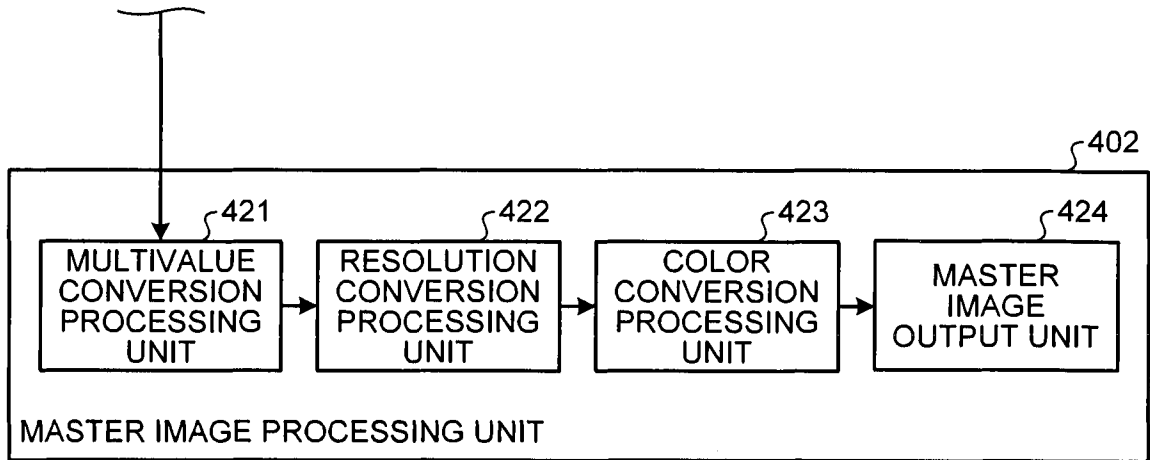 402
421
MULTIVALUE
CONVERSION
PROCESSING
UNIT
422
RESOLUTION
CONVERSION
PROCESSING
UNIT
423
COLOR
CONVERSION
PROCESSING
UNIT
424
MASTER
IMAGE
OUTPUT UNIT
MASTER IMAGE PROCESSING UNIT